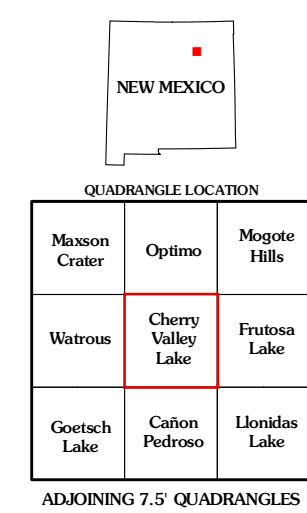 NEW MEXICO
QUADRANGLE LOCATION
Maxson
Crater
Optimo
Mogote
Hills
Watrous
Cherry
Valley
Lake
Frutosa
Lake
Goetsch
Lake
Cañon
Pedroso
Llonidas
Lake
ADJOINING 7.5' QUADRANGLES